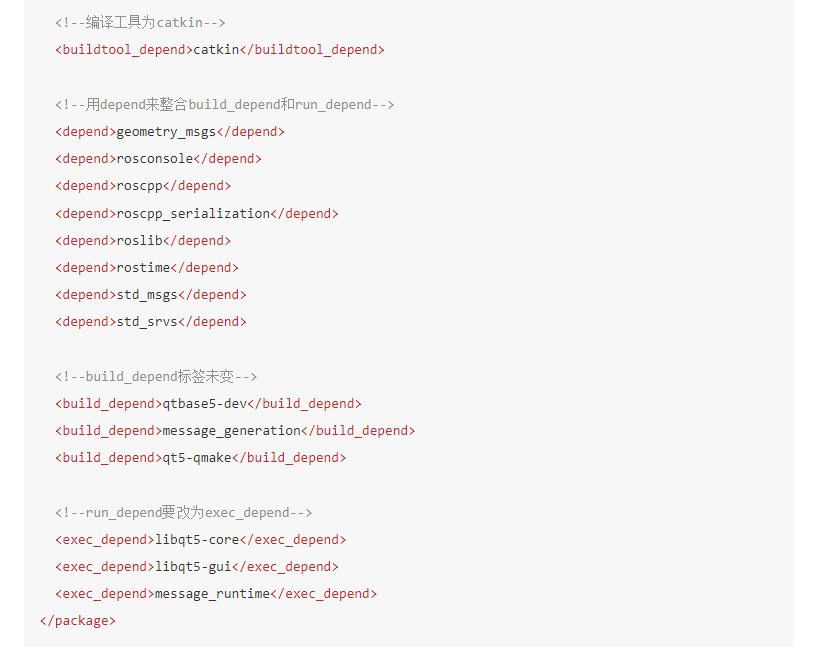 <!--编译工具为catkin-->
<buildtool_depend>catkin</buildtool_depend>
<!--用depend来整合build_depend和run_depend-->
<depend>geometry_msgs</depend>
<depend>rosconsole</depend>
<depend>roscpp</depend>
<depend>roscpp_serialization</depend>
<depend>roslib</depend>
<depend>rostime</depend>
<depend>std_msgs</depend>
<depend>std_srvs</depend>
<!--build_depend标签未变-->
<build_depend>qtbase5-dev</build_depend>
<build_depend>message_generation</build_depend>
<build_depend>qt5-qmake</build_depend>
<!--run_depend要改为exec_depend-->
<exec_depend>libqt5-core</exec_depend>
<exec_depend>libqt5-gui</exec_depend>
<exec_depend>message_runtime</exec_depend>
</package>